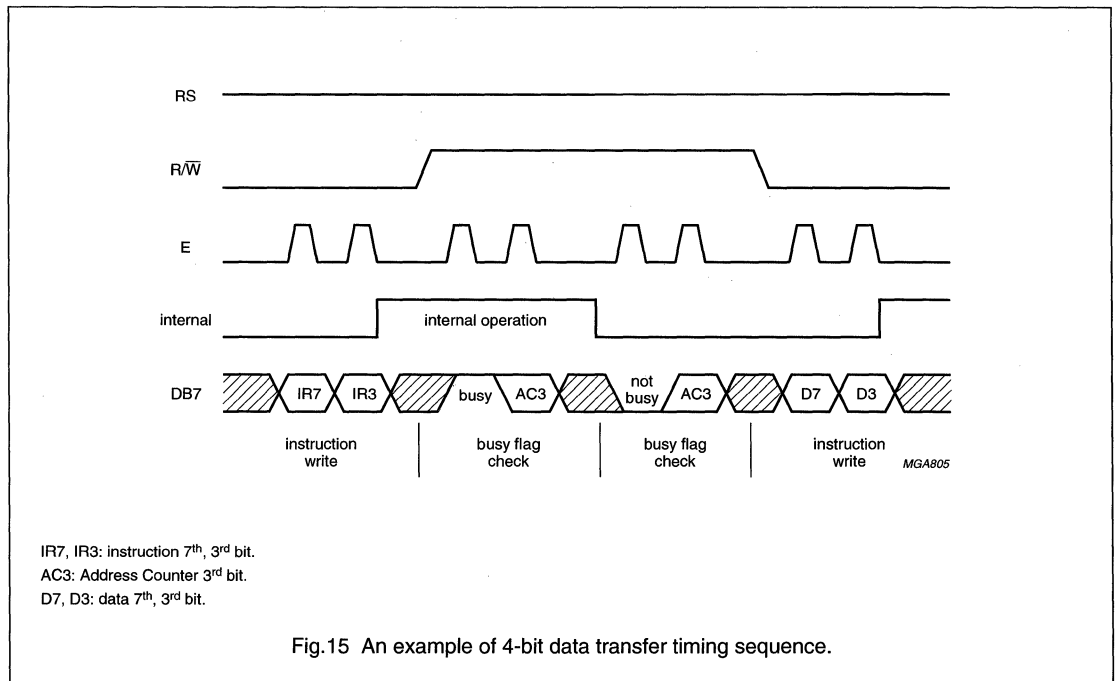 RS
R/W̅
E
internal
internal operation
DB7
IR7
IR3
busy
AC3
not
busy
AC3
D7
D3
instruction
write
busy flag
check
busy flag
check
instruction
write
MGA805
IR7, IR3: instruction 7th, 3rd bit.
AC3: Address Counter 3rd bit.
D7, D3: data 7th, 3rd bit.
Fig.15 An example of 4-bit data transfer timing sequence.